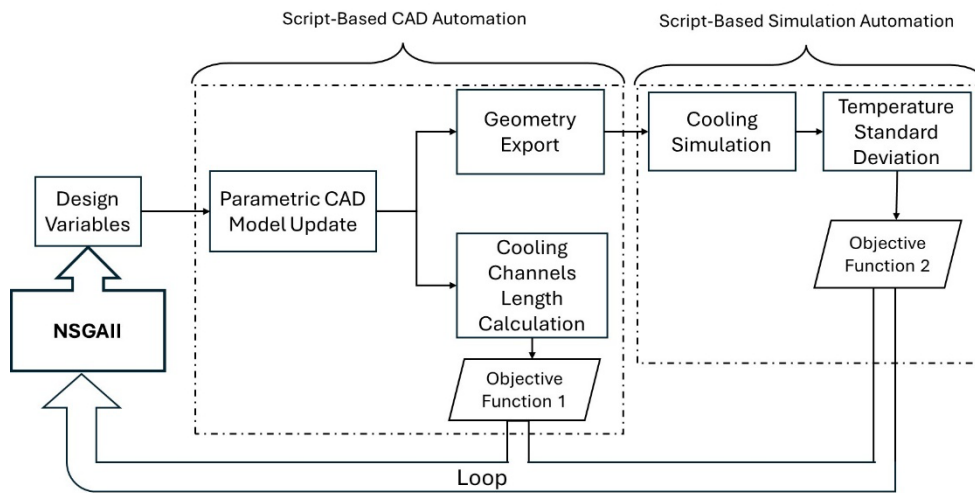 Script-Based CAD Automation
Script-Based Simulation Automation
Geometry
Export
Cooling
Simulation
Temperature
Standard
Deviation
Design
Variables
Parametric CAD
Model Update
Cooling
Channels
Length
Calculation
Objective
Function 2
NSGAII
Objective
Function 1
Loop